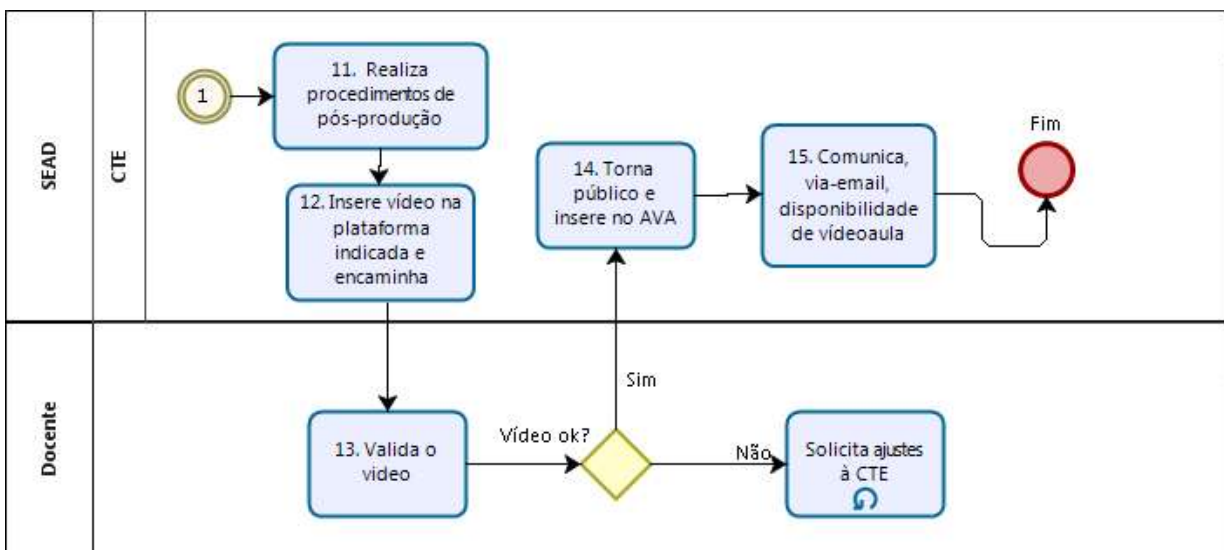 SEAD
CTE
1
11. Realiza
procedimentos de
pós-produção
12. Insere vídeo na
plataforma
indicada e
encaminha
14. Torna
público e
insere no AVA
15. Comunica,
via-email,
disponibilidade
de vídeoaula
Fim
Docente
13. Valida o
video
Vídeo ok?
Sim
Não
Solicita ajustes
à CTE